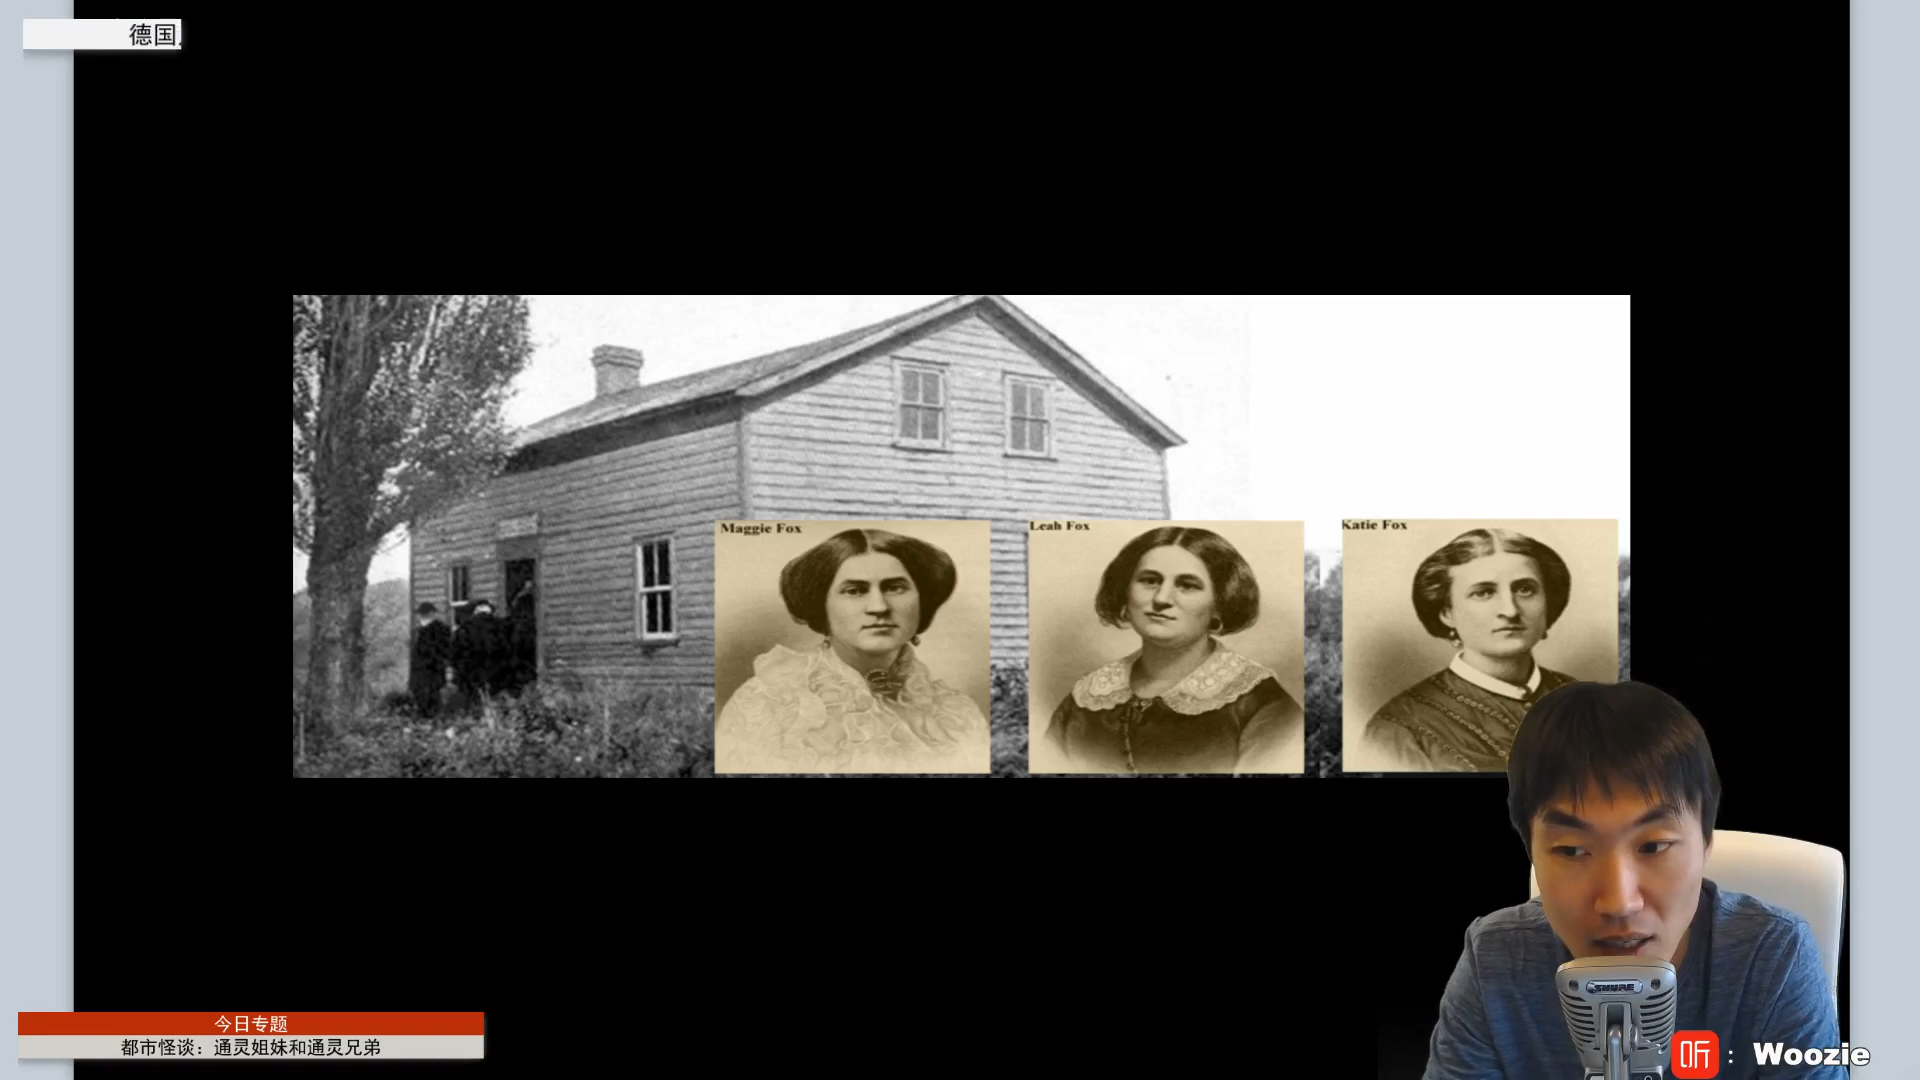 德国
Maggie Fox
Leah Fox
Katie Fox
今日专题
都市怪谈：通灵姐妹和通灵兄弟
SHURE
听：Woozie